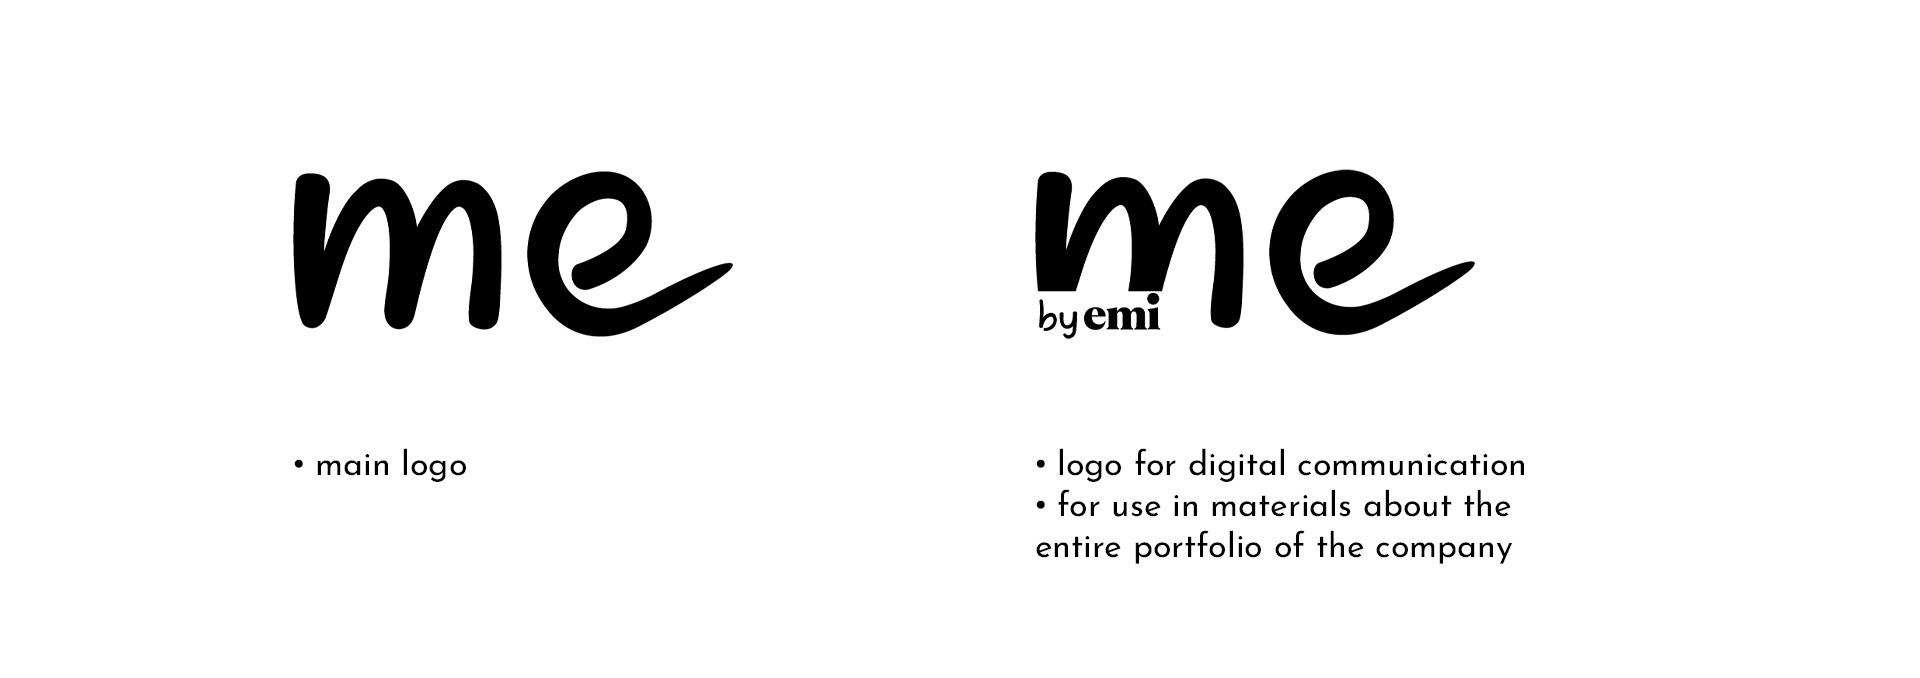 me
• main logo
me
by emi
• logo for digital communication
• for use in materials about the
entire portfolio of the company